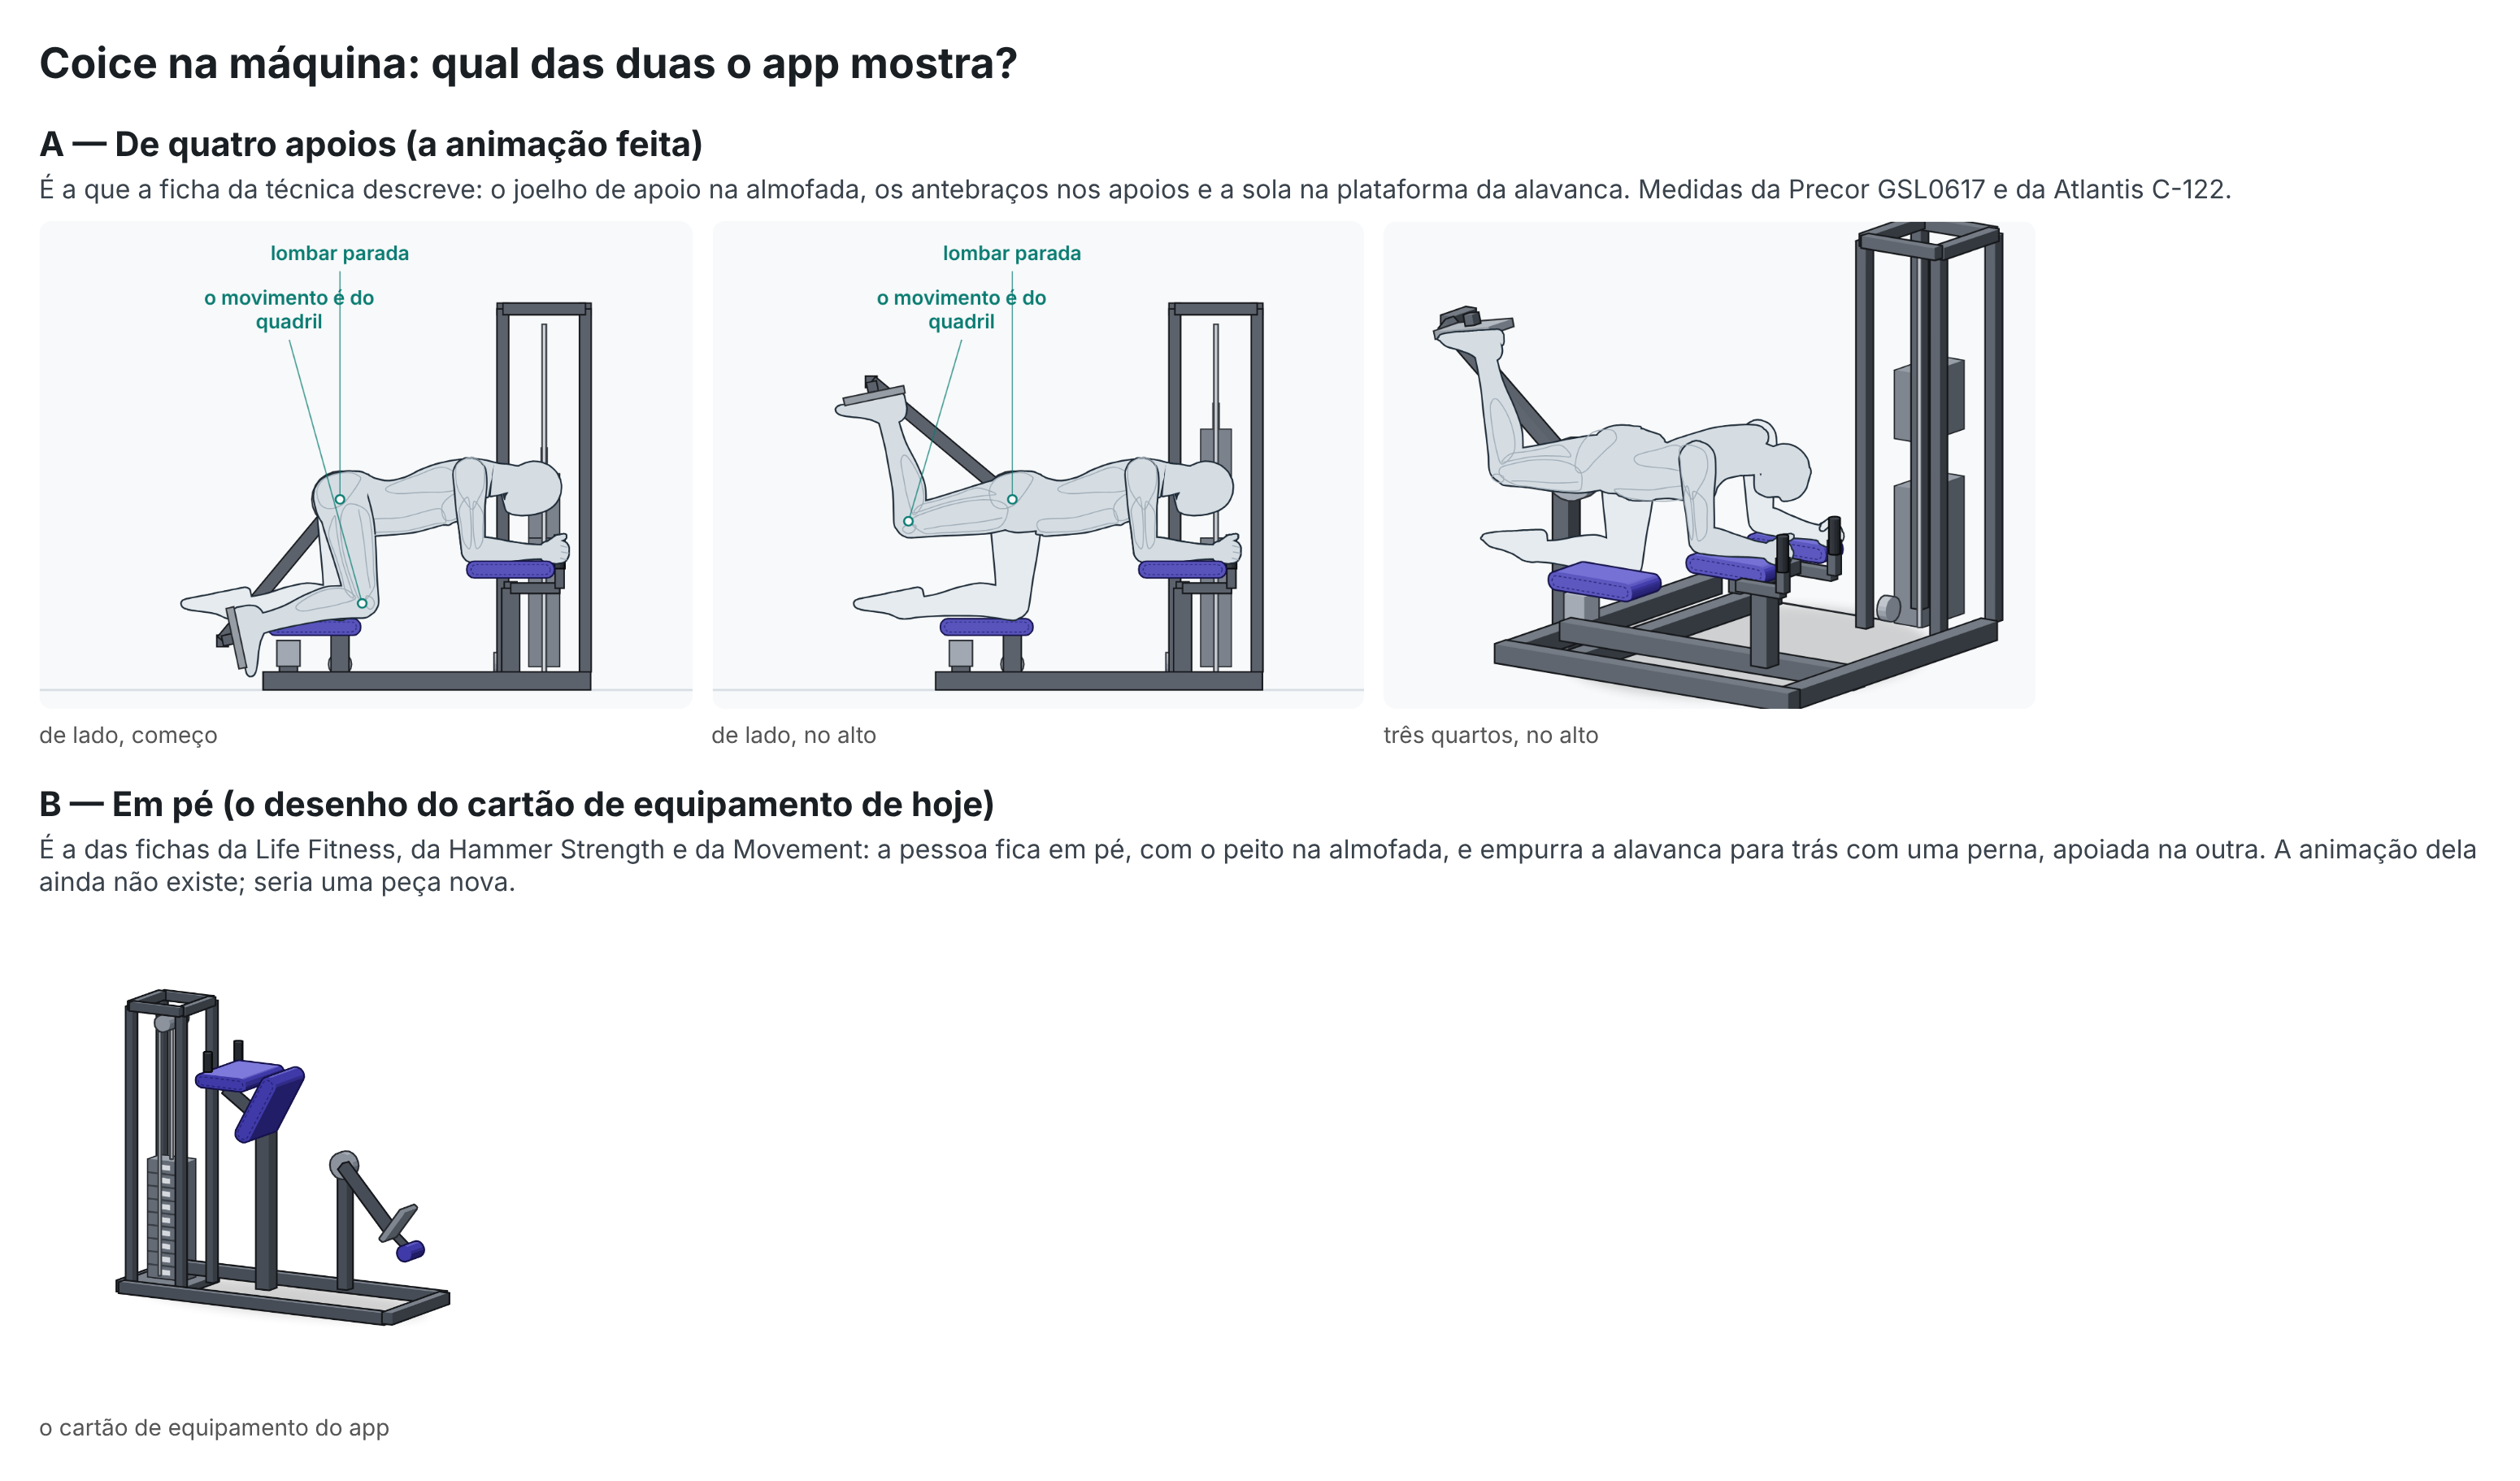 Coice na máquina: qual das duas o app mostra?
A — De quatro apoios (a animação feita)
É a que a ficha da técnica descreve: o joelho de apoio na almofada, os antebraços nos apoios e a sola na plataforma da alavanca. Medidas da Precor GSL0617 e da Atlantis C-122.
lombar parada
o movimento é do
quadril
lombar parada
o movimento é do
quadril
de lado, começo
de lado, no alto
três quartos, no alto
B — Em pé (o desenho do cartão de equipamento de hoje)
É a das fichas da Life Fitness, da Hammer Strength e da Movement: a pessoa fica em pé, com o peito na almofada, e empurra a alavanca para trás com uma perna, apoiada na outra. A animação dela
ainda não existe; seria uma peça nova.
o cartão de equipamento do app